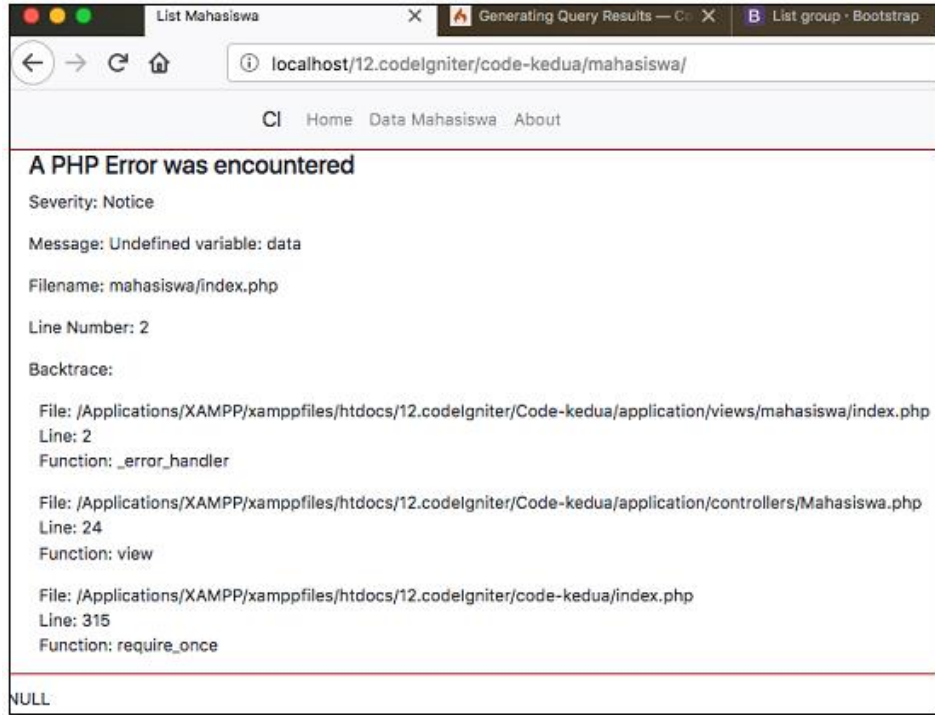 List Mahasiswa
Generating Query Results — Co
B List group · Bootstrap
localhost/12.codeIgniter/code-kedua/mahasiswa/
CI Home Data Mahasiswa About
A PHP Error was encountered
Severity: Notice
Message: Undefined variable: data
Filename: mahasiswa/index.php
Line Number: 2
Backtrace:
File: /Applications/XAMPP/xamppfiles/htdocs/12.codeIgniter/Code-kedua/application/views/mahasiswa/index.php
Line: 2
Function: _error_handler
File: /Applications/XAMPP/xamppfiles/htdocs/12.codeIgniter/Code-kedua/application/controllers/Mahasiswa.php
Line: 24
Function: view
File: /Applications/XAMPP/xamppfiles/htdocs/12.codeIgniter/code-kedua/index.php
Line: 315
Function: require_once
NULL